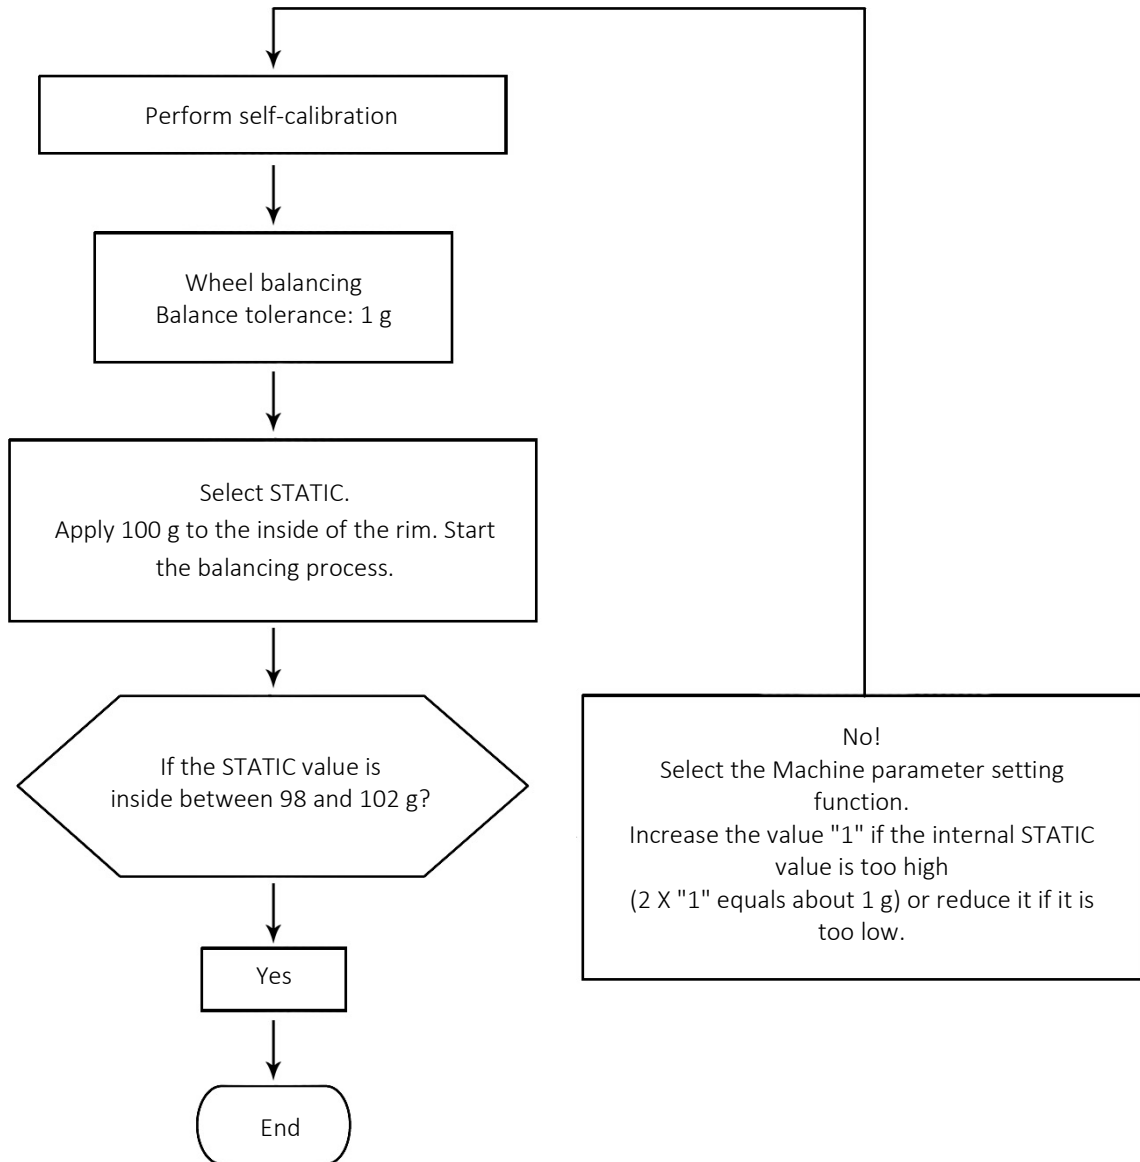 Perform self-calibration
Wheel balancing
Balance tolerance: 1 g
Select STATIC.
Apply 100 g to the inside of the rim. Start
the balancing process.
If the STATIC value is
inside between 98 and 102 g?
No!
Select the Machine parameter setting
function.
Increase the value "1" if the internal STATIC
value is too high
(2 X "1" equals about 1 g) or reduce it if it is
too low.
Yes
End